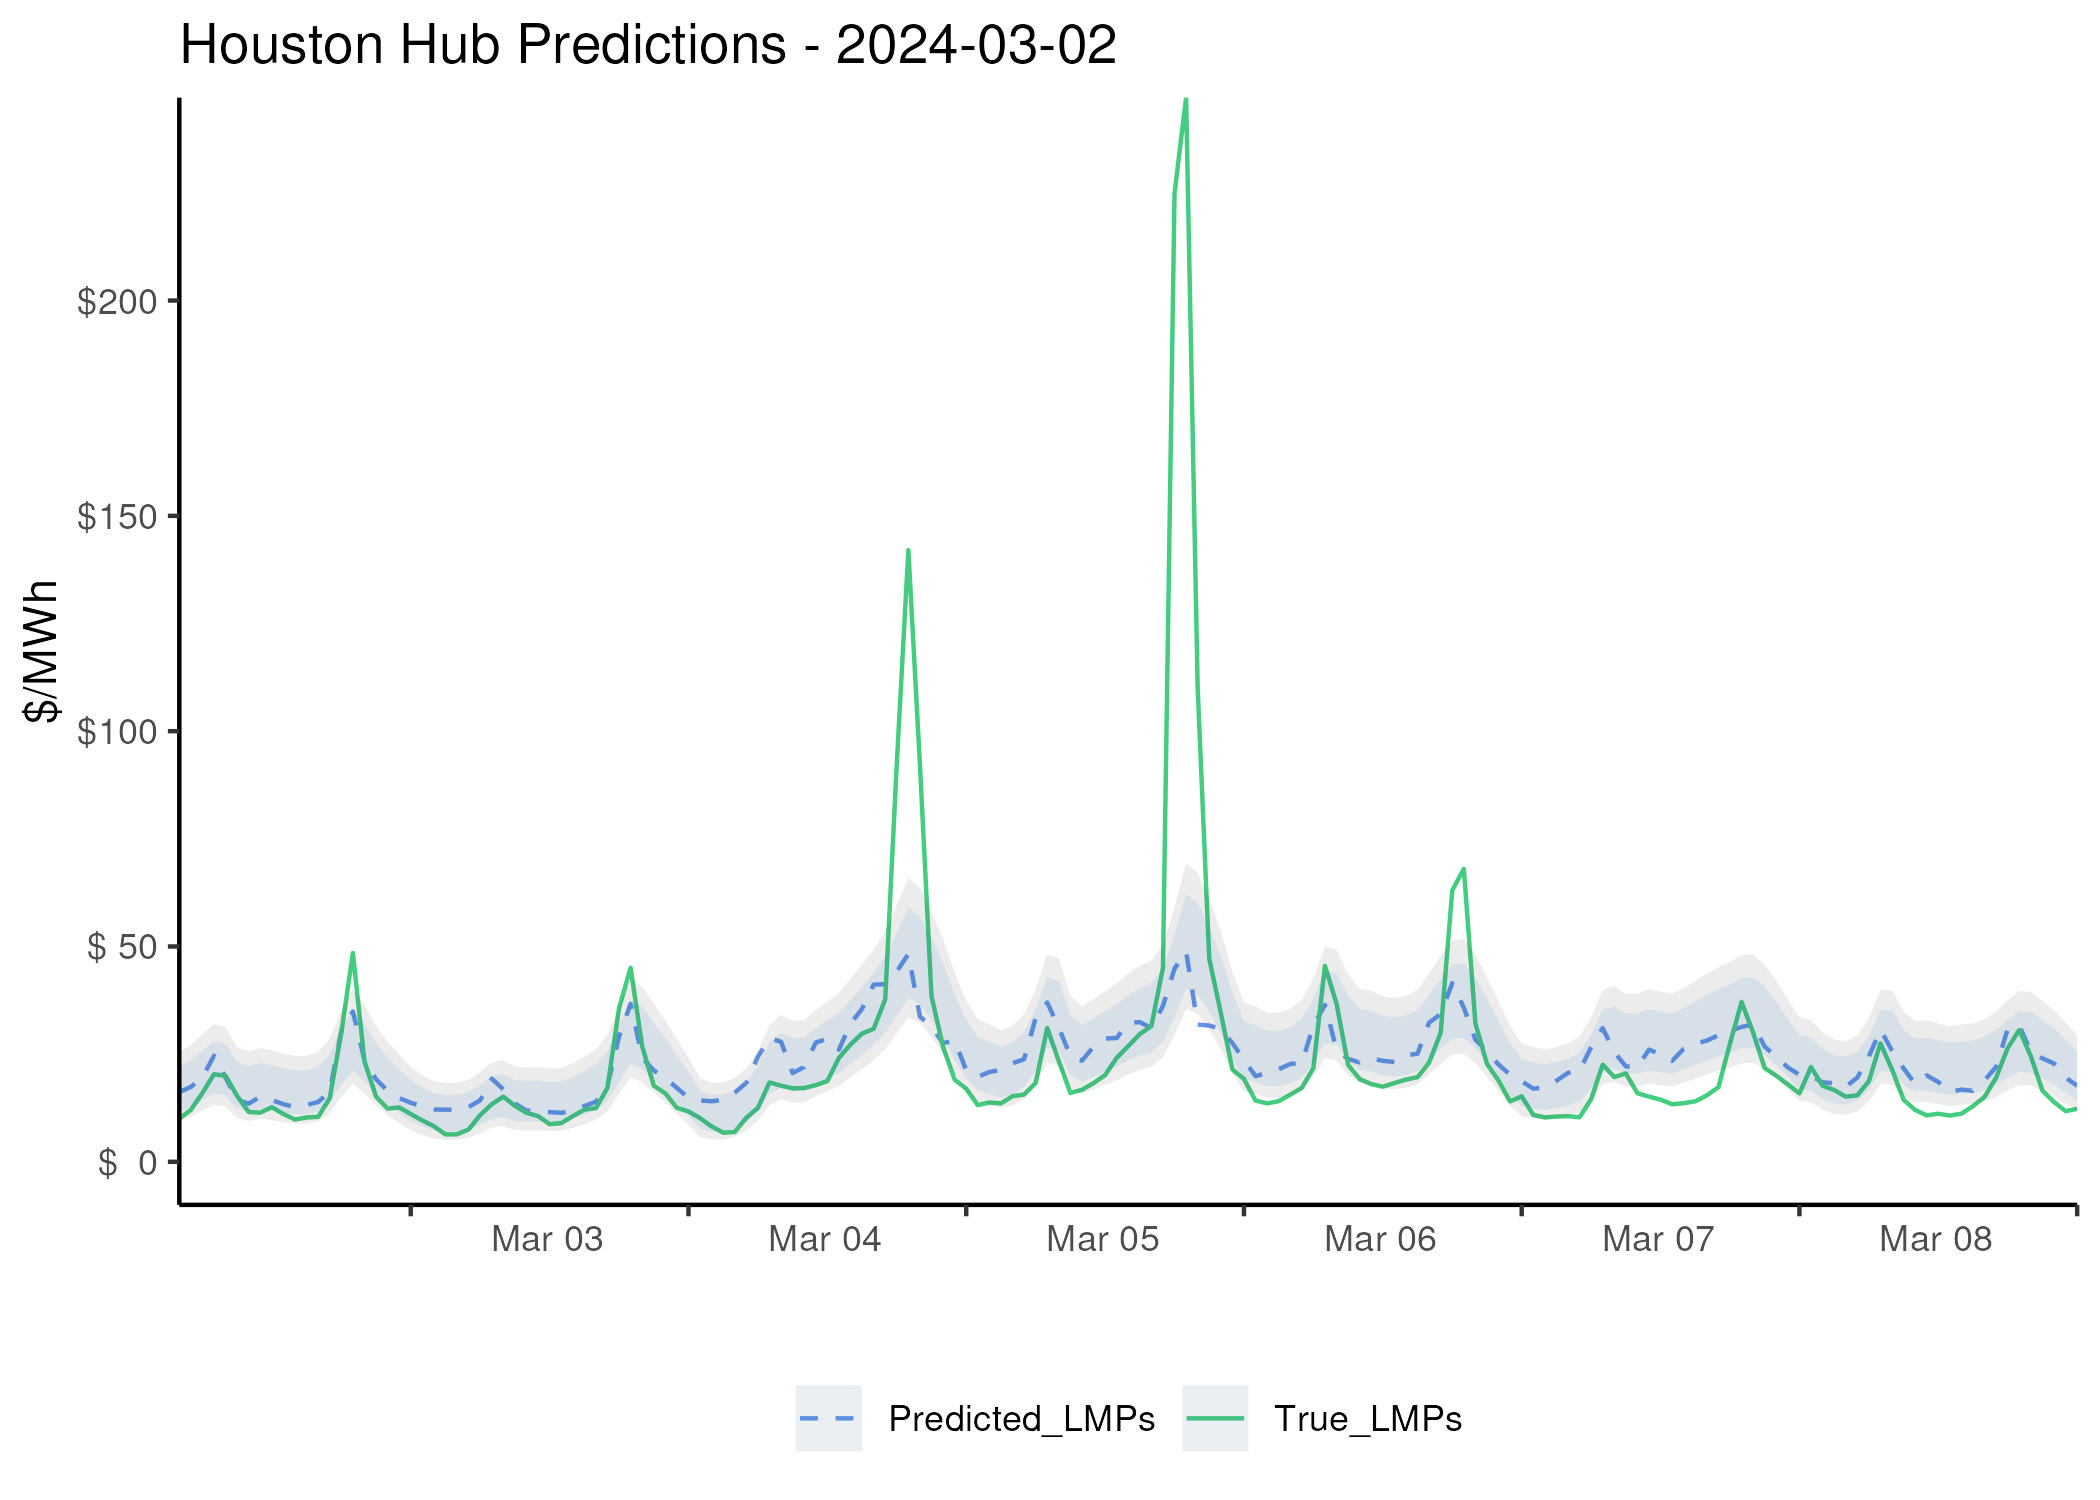 Houston Hub Predictions - 2024-03-02
$/MWh
$200
$150
$100
$ 50
$ 0
Mar 03 Mar 04 Mar 05 Mar 06 Mar 07 Mar 08
Predicted_LMPs True_LMPs